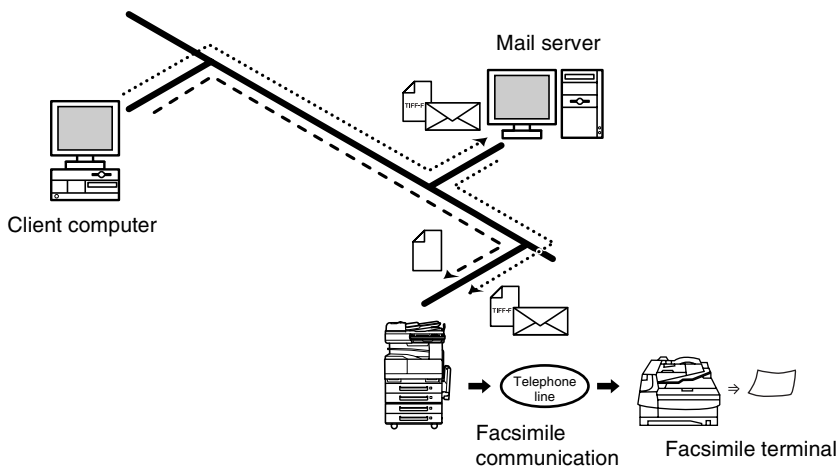 Mail server
TIFF-F
Client computer
TIFF-F
Telephone
line
Facsimile
communication
Facsimile terminal